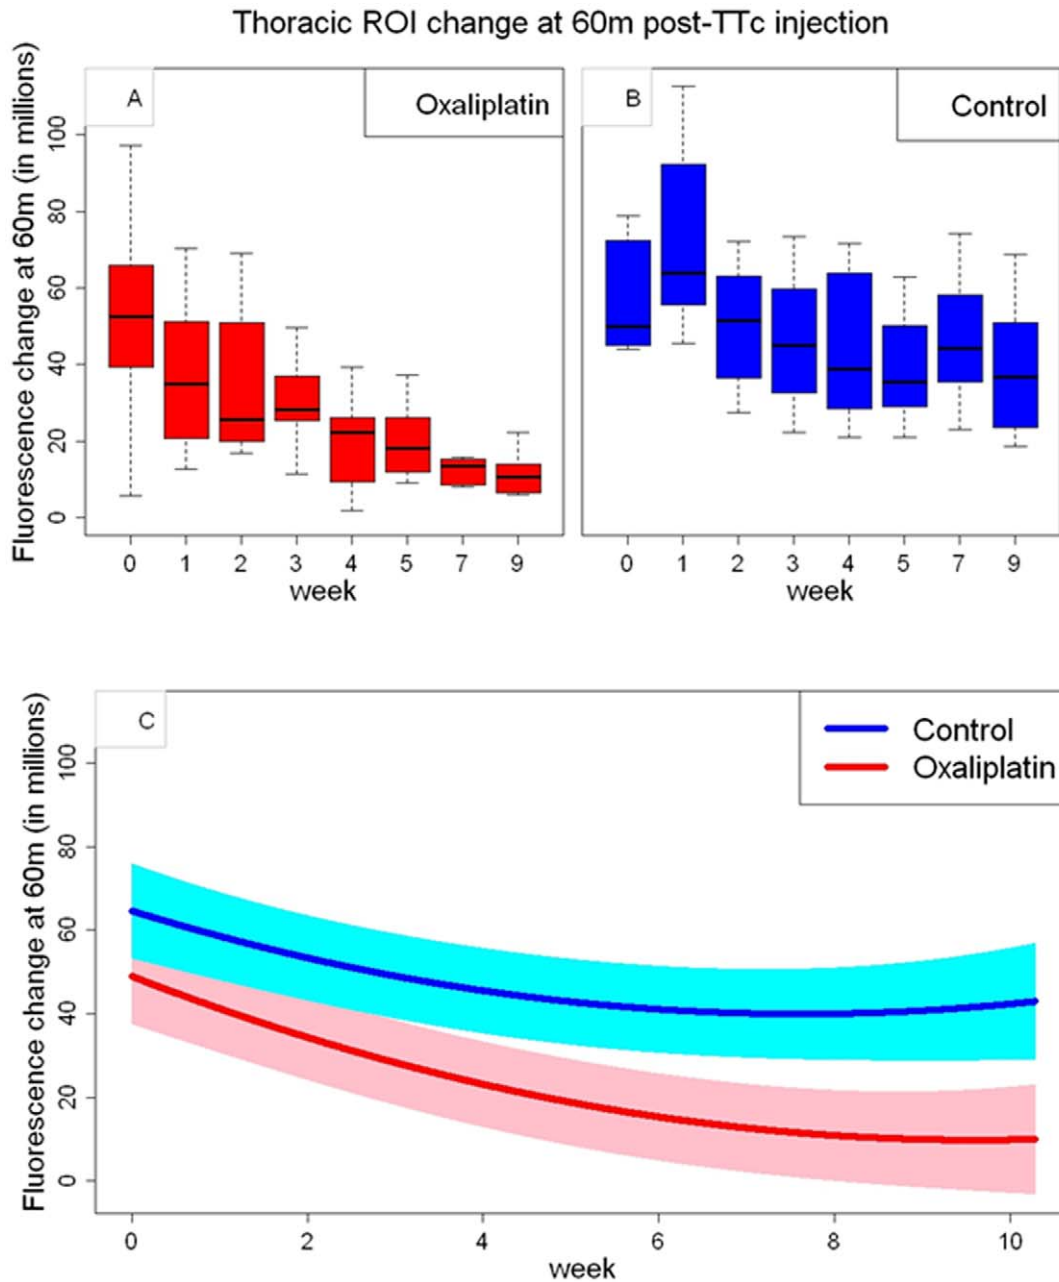 Thoracic ROI change at 60m post-TTc injection
Fluorescence change at 60m (in millions)
0 20 40 60 80 100
A
Oxaliplatin
0 1 2 3 4 5 7 9
week
B
Control
0 1 2 3 4 5 7 9
week
Fluorescence change at 60m (in millions)
0 20 40 60 80 100
C
Control
Oxaliplatin
0 2 4 6 8 10
week